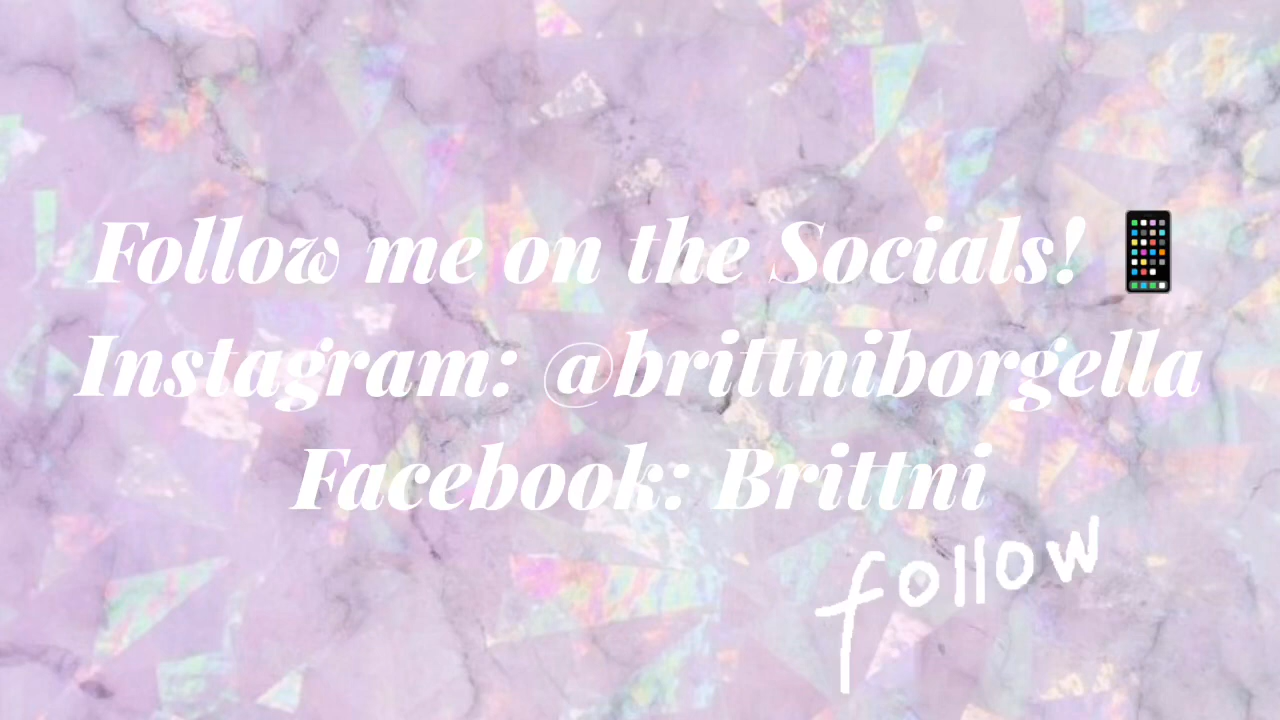 Follow me on the Socials! 📱
Instagram: @brittniborgella
Facebook: Brittni
follow